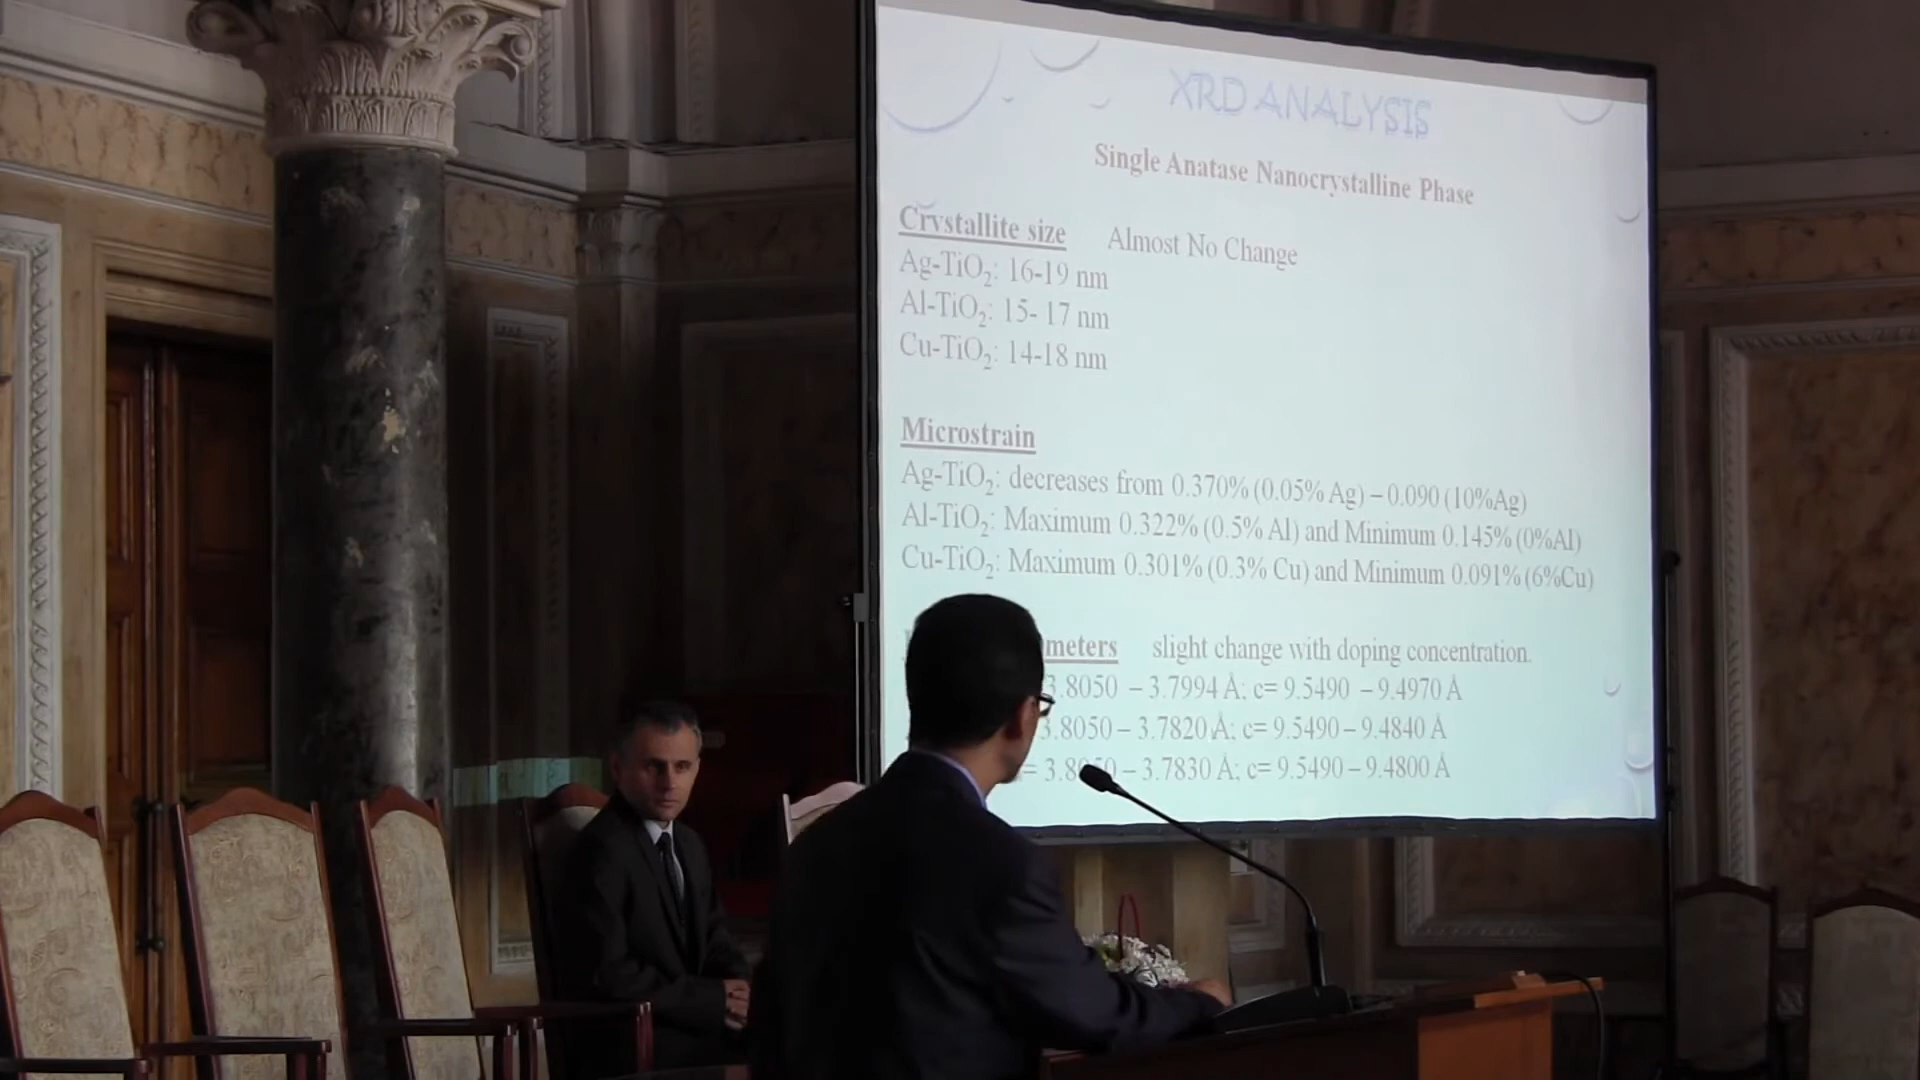 XRD ANALYSIS
Single Anatase Nanocrystalline Phase
Crystallite size Almost No Change
Ag-TiO₂: 16-19 nm
Al-TiO₂: 15- 17 nm
Cu-TiO₂: 14-18 nm
Microstrain
Ag-TiO₂: decreases from 0.370% (0.05% Ag) – 0.090 (10%Ag)
Al-TiO₂: Maximum 0.322% (0.5% Al) and Minimum 0.145% (0%Al)
Cu-TiO₂: Maximum 0.301% (0.3% Cu) and Minimum 0.091% (6%Cu)
meters slight change with doping concentration.
3.8050 – 3.7994 Å; c= 9.5490 – 9.4970 Å
3.8050 – 3.7820 Å; c= 9.5490 – 9.4840 Å
= 3.8050 – 3.7830 Å; c= 9.5490 – 9.4800 Å